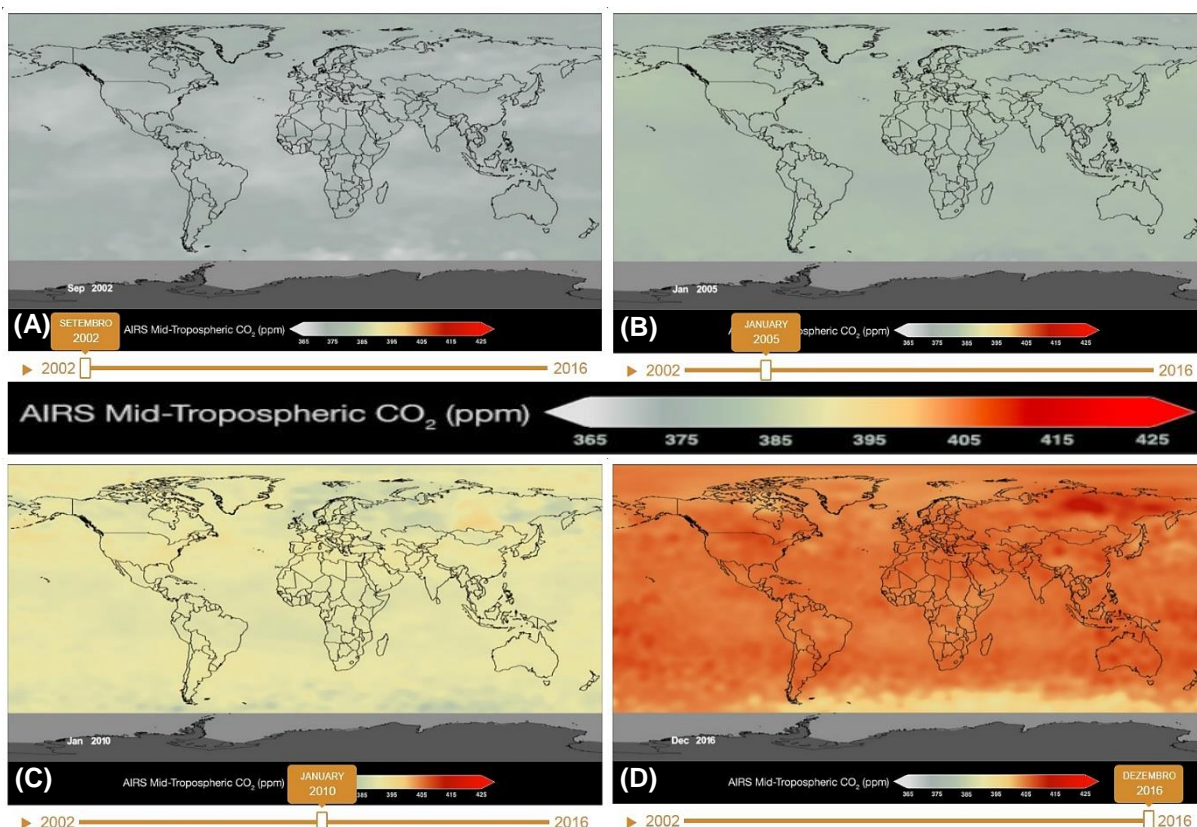 Sep 2002
(A)
SETEMBRO
2002
AIRS Mid-Tropospheric CO₂ (ppm)
365 375 385 395 405 415 425
2002 2016
Jan 2005
(B)
JANUARY
2005
po-Tropospheric CO₂ (ppm)
365 375 385 395 405 415 425
2002 2016
AIRS Mid-Tropospheric CO₂ (ppm)
365 375 385 395 405 415 425
Jan 2010
(C)
AIRS Mid-Tropospheric CO₂
JANUARY
2010
385 395 405 415 425
2002 2016
Dec 2016
(D)
AIRS Mid-Tropospheric CO₂ (ppm)
365 375 385 395 405 415 425
DEZEMBRO
2016
2002 2016